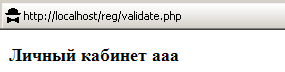 http://localhost/reg/validate.php
Личный кабинет aaa